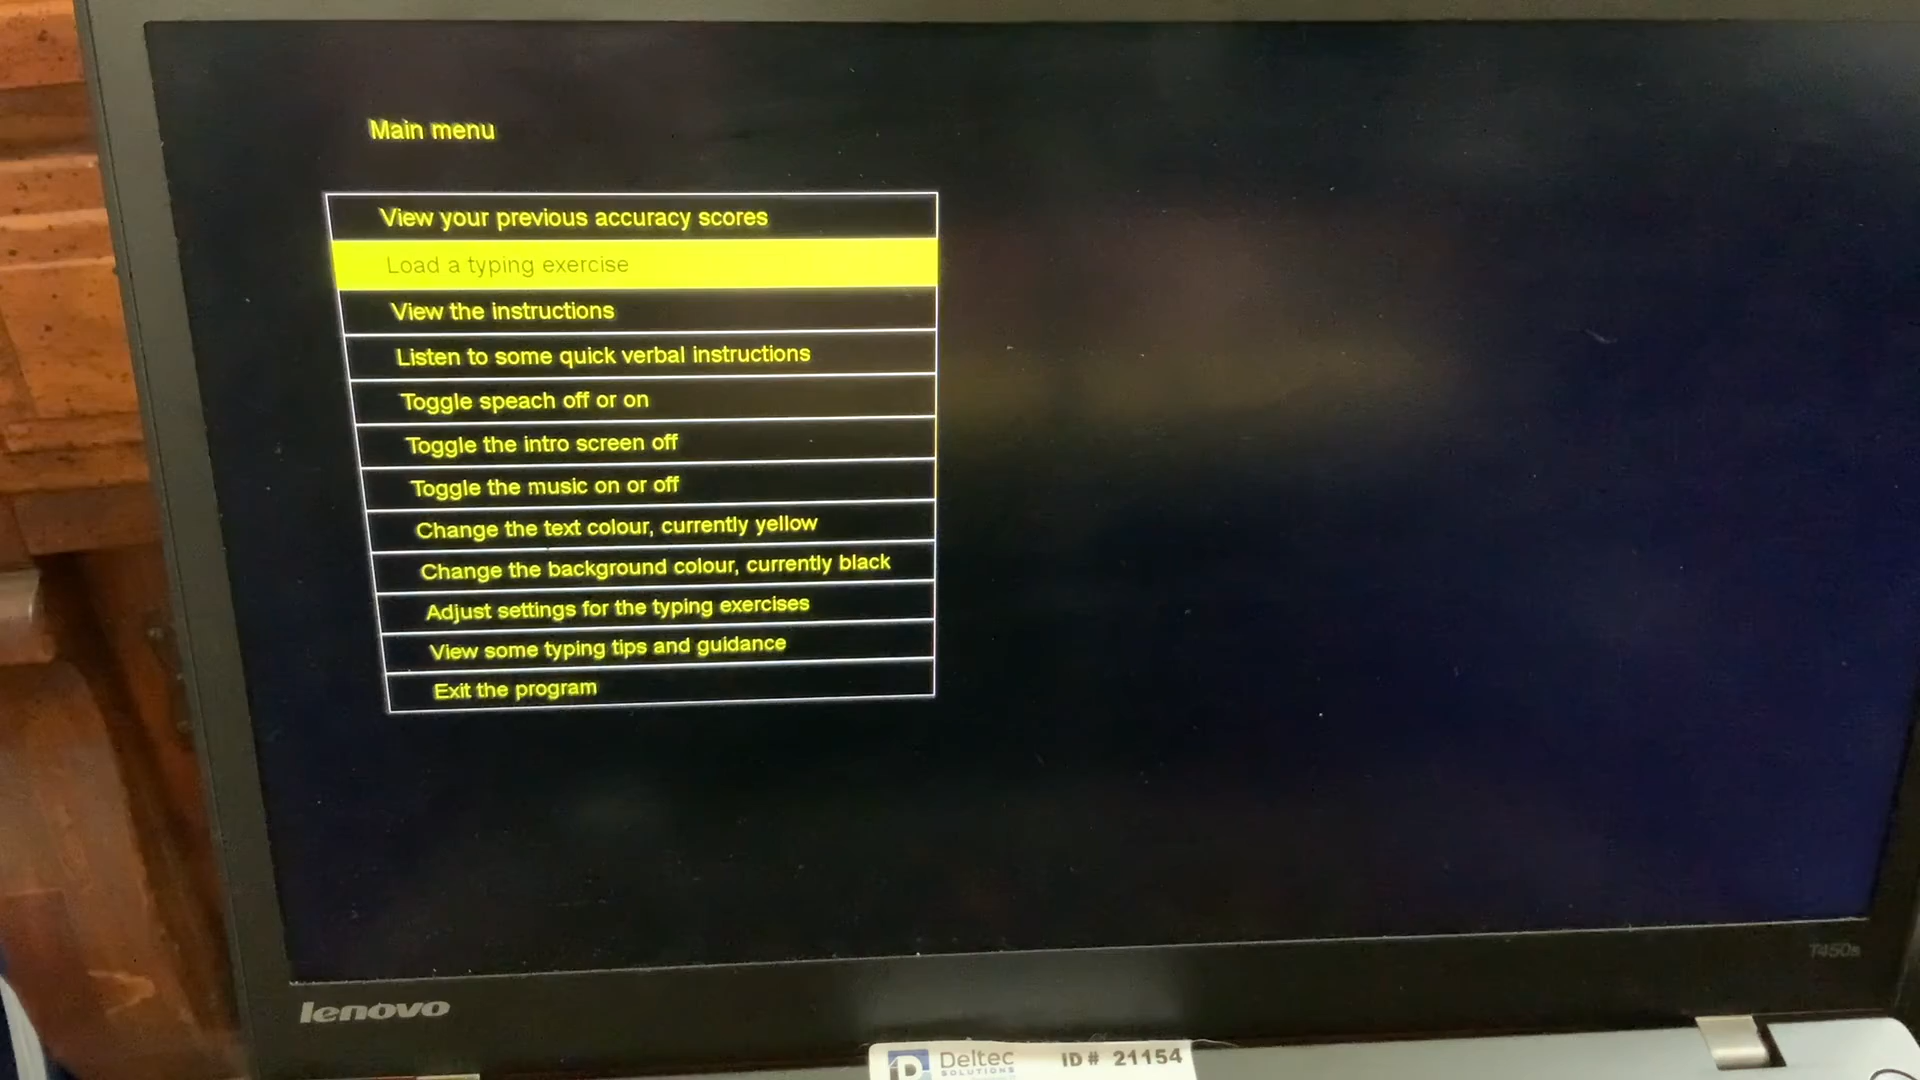 Main menu
View your previous accuracy scores
Load a typing exercise
View the instructions
Listen to some quick verbal instructions
Toggle speach off or on
Toggle the intro screen off
Toggle the music on or off
Change the text colour, currently yellow
Change the background colour, currently black
Adjust settings for the typing exercises
View some typing tips and guidance
Exit the program
T450s
lenovo
Deltec ID # 21154
SOLUTIONS